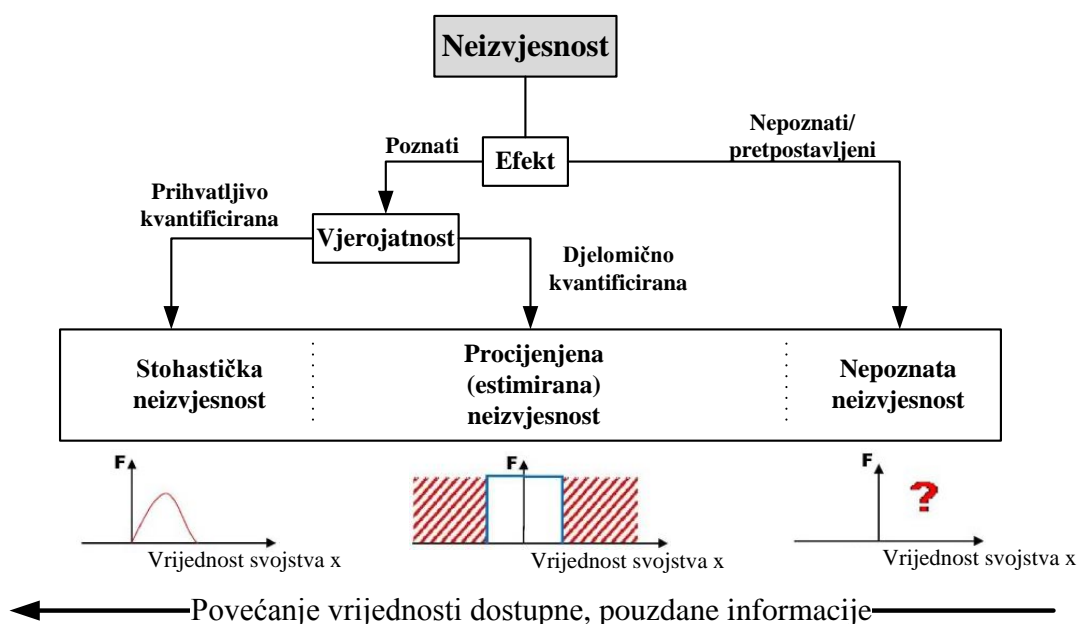 Neizvjesnost
Nepoznati/
pretpostavljeni
Poznati
Efekt
Prihvatljivo
kvantificirana
Vjerojatnost
Djelomično
kvantificirana
Stohastička
neizvjesnost
Procijenjena
(estimirana)
neizvjesnost
Nepoznata
neizvjesnost
F
Vrijednost svojstva x
F
Vrijednost svojstva x
F
?
Vrijednost svojstva x
Povećanje vrijednosti dostupne, pouzdane informacije